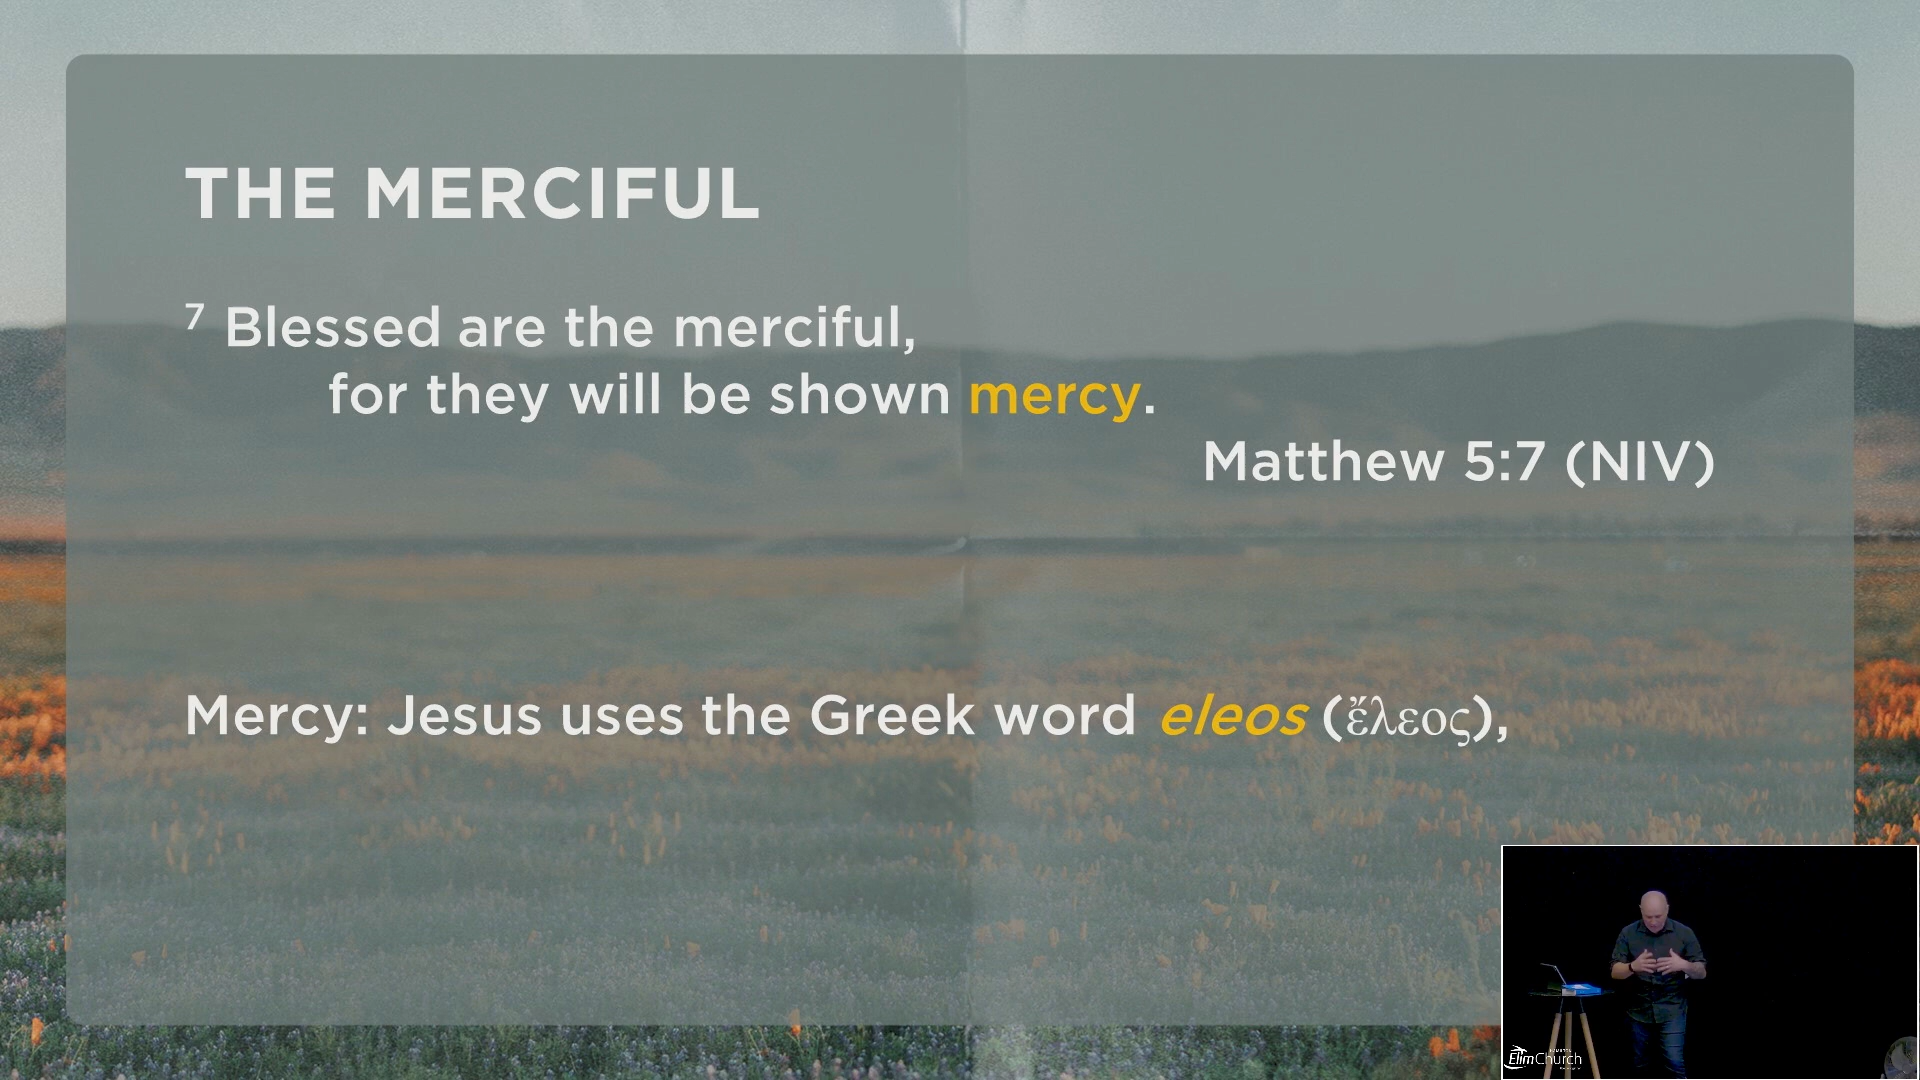 THE MERCIFUL
⁷ Blessed are the merciful,
for they will be shown mercy.
Matthew 5:7 (NIV)
Mercy: Jesus uses the Greek word eleos (ἔλεος),
ElimChurch